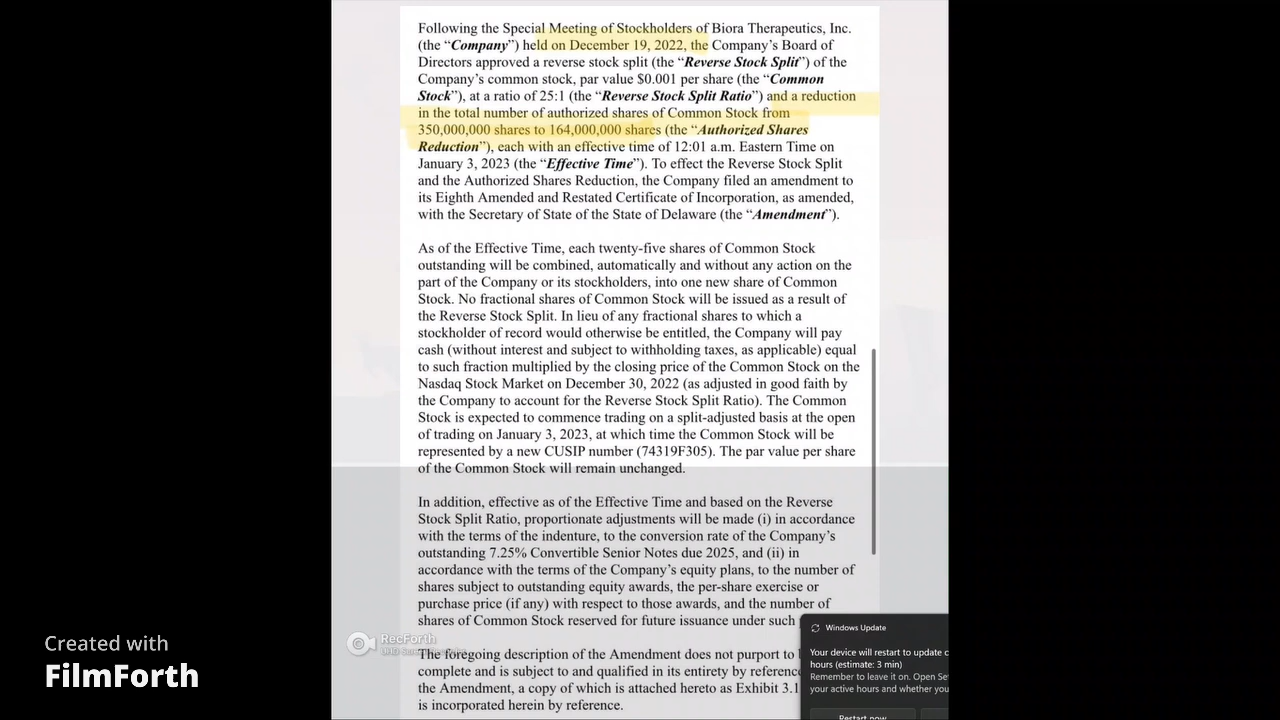 Following the Special Meeting of Stockholders of Biora Therapeutics, Inc.
(the “Company”) held on December 19, 2022, the Company’s Board of
Directors approved a reverse stock split (the “Reverse Stock Split”) of the
Company’s common stock, par value $0.001 per share (the “Common
Stock”), at a ratio of 25:1 (the “Reverse Stock Split Ratio”) and a reduction
in the total number of authorized shares of Common Stock from
350,000,000 shares to 164,000,000 shares (the “Authorized Shares
Reduction”), each with an effective time of 12:01 a.m. Eastern Time on
January 3, 2023 (the “Effective Time”). To effect the Reverse Stock Split
and the Authorized Shares Reduction, the Company filed an amendment to
its Eighth Amended and Restated Certificate of Incorporation, as amended,
with the Secretary of State of the State of Delaware (the “Amendment”).
As of the Effective Time, each twenty-five shares of Common Stock
outstanding will be combined, automatically and without any action on the
part of the Company or its stockholders, into one new share of Common
Stock. No fractional shares of Common Stock will be issued as a result of
the Reverse Stock Split. In lieu of any fractional shares to which a
stockholder of record would otherwise be entitled, the Company will pay
cash (without interest and subject to withholding taxes, as applicable) equal
to such fraction multiplied by the closing price of the Common Stock on the
Nasdaq Stock Market on December 30, 2022 (as adjusted in good faith by
the Company to account for the Reverse Stock Split Ratio). The Common
Stock is expected to commence trading on a split-adjusted basis at the open
of trading on January 3, 2023, at which time the Common Stock will be
represented by a new CUSIP number (74319F305). The par value per share
of the Common Stock will remain unchanged.
In addition, effective as of the Effective Time and based on the Reverse
Stock Split Ratio, proportionate adjustments will be made (i) in accordance
with the terms of the indenture, to the conversion rate of the Company’s
outstanding 7.25% Convertible Senior Notes due 2025, and (ii) in
accordance with the terms of the Company’s equity plans, to the number of
shares subject to outstanding equity awards, the per-share exercise or
purchase price (if any) with respect to those awards, and the number of
shares of Common Stock reserved for future issuance under such
The foregoing description of the Amendment does not purport to
complete and is subject to and qualified in its entirety by
the Amendment, a copy of which is attached hereto as Exhibit 3.1
is incorporated herein by reference.
RecForth
Created with
FilmForth
Windows Update
Your device will restart to update
hours (estimate: 3 min)
Remember to leave it on. Open
your active hours and whether
Restart now